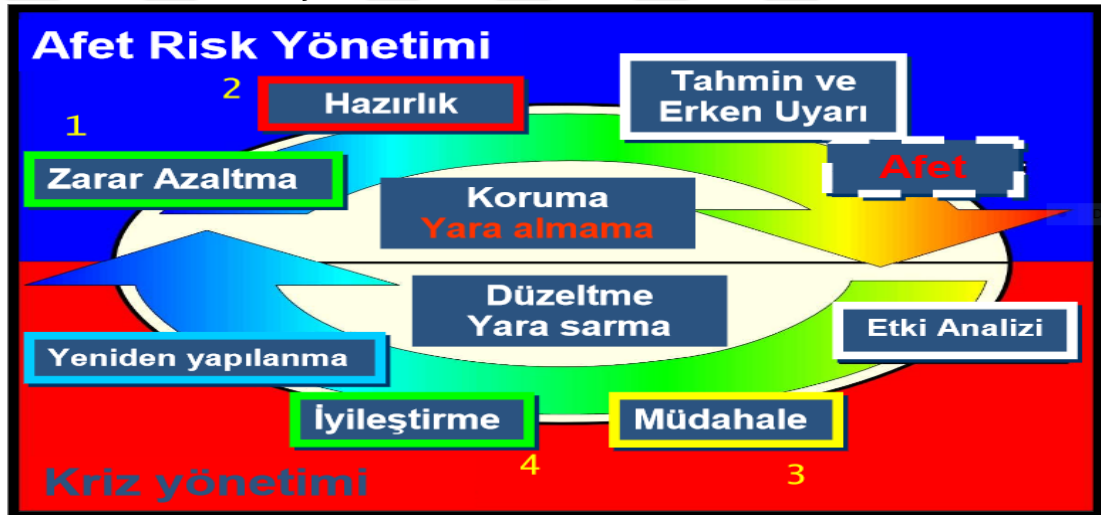 Afet Risk Yönetimi
2
Hazırlık
Tahmin ve
Erken Uyarı
1
Zarar Azaltma
Afet
Koruma
Yara almama
Düzeltme
Yara sarma
Etki Analizi
Yeniden yapılanma
İyileştirme
Müdahale
4
3
Kriz yönetimi